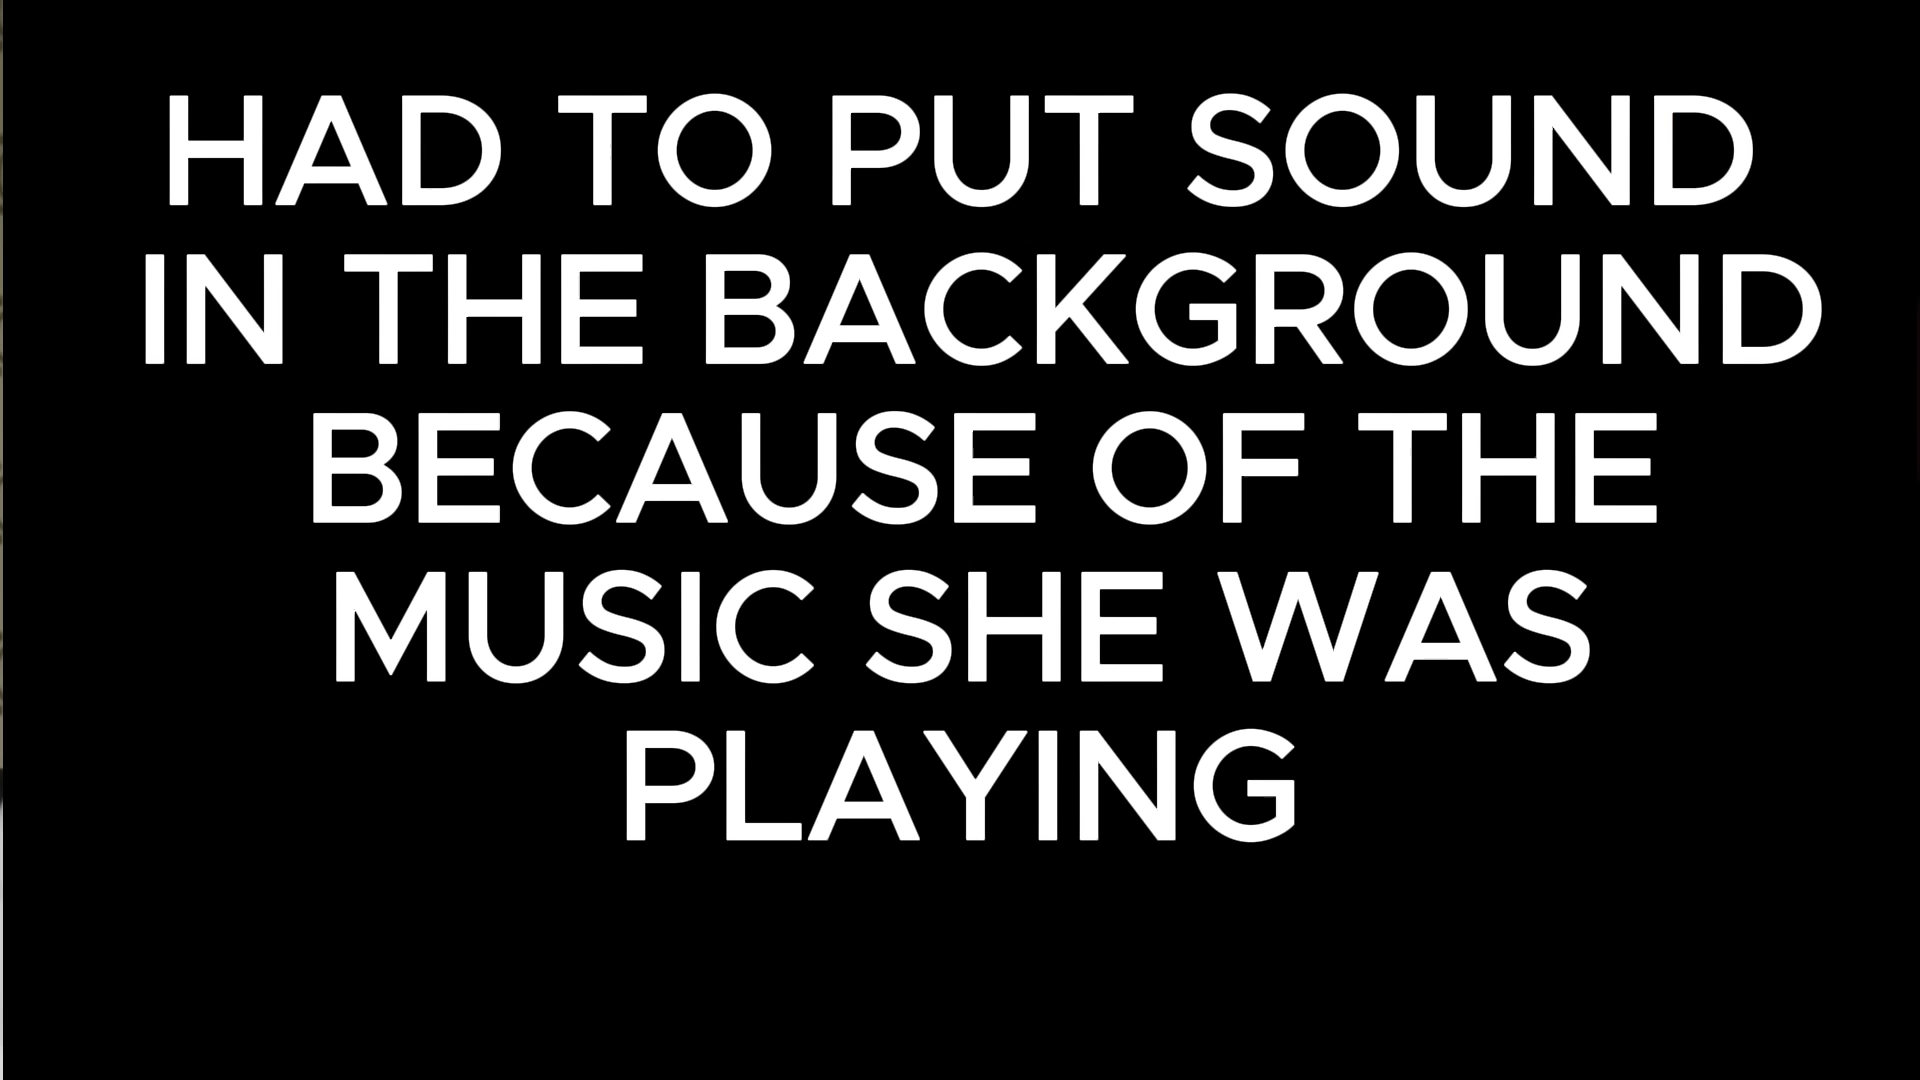 HAD TO PUT SOUND
IN THE BACKGROUND
BECAUSE OF THE
MUSIC SHE WAS
PLAYING